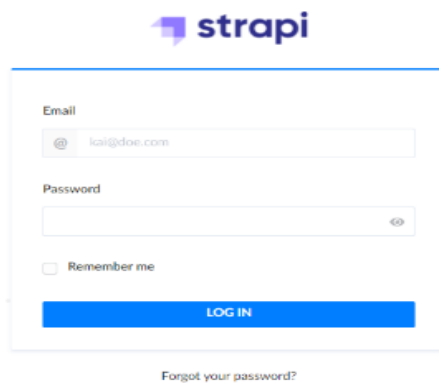 strapi
Email
@ kai@doe.com
Password
Remember me
LOG IN
Forgot your password?